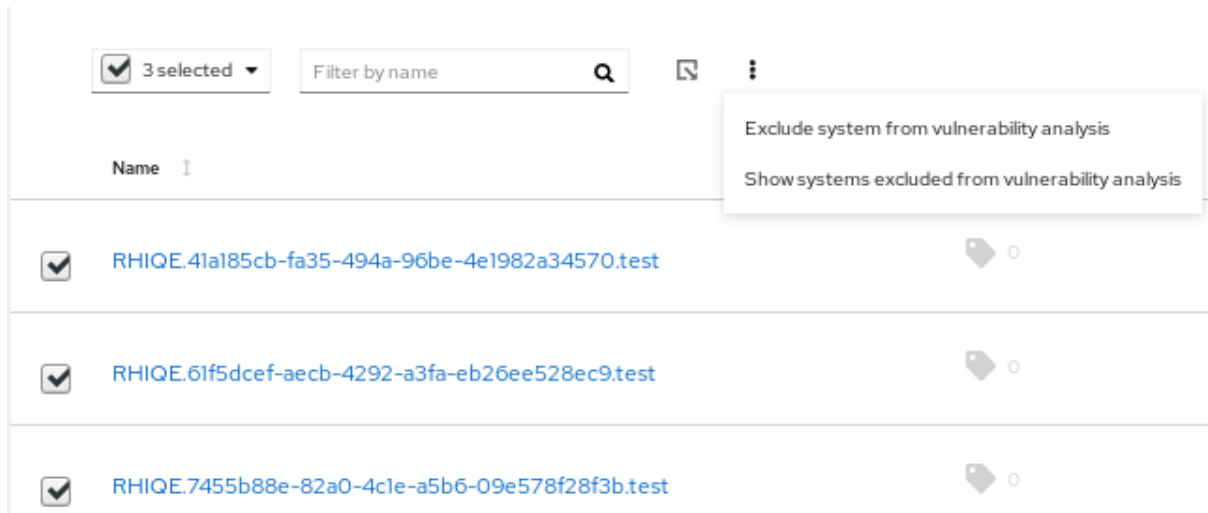 3 selected
Filter by name
Exclude system from vulnerability analysis
Show systems excluded from vulnerability analysis
Name
RHIQE.41a185cb-fa35-494a-96be-4e1982a34570.test
0
RHIQE.61f5dcef-aecb-4292-a3fa-eb26ee528ec9.test
0
RHIQE.7455b88e-82a0-4c1e-a5b6-09e578f28f3b.test
0